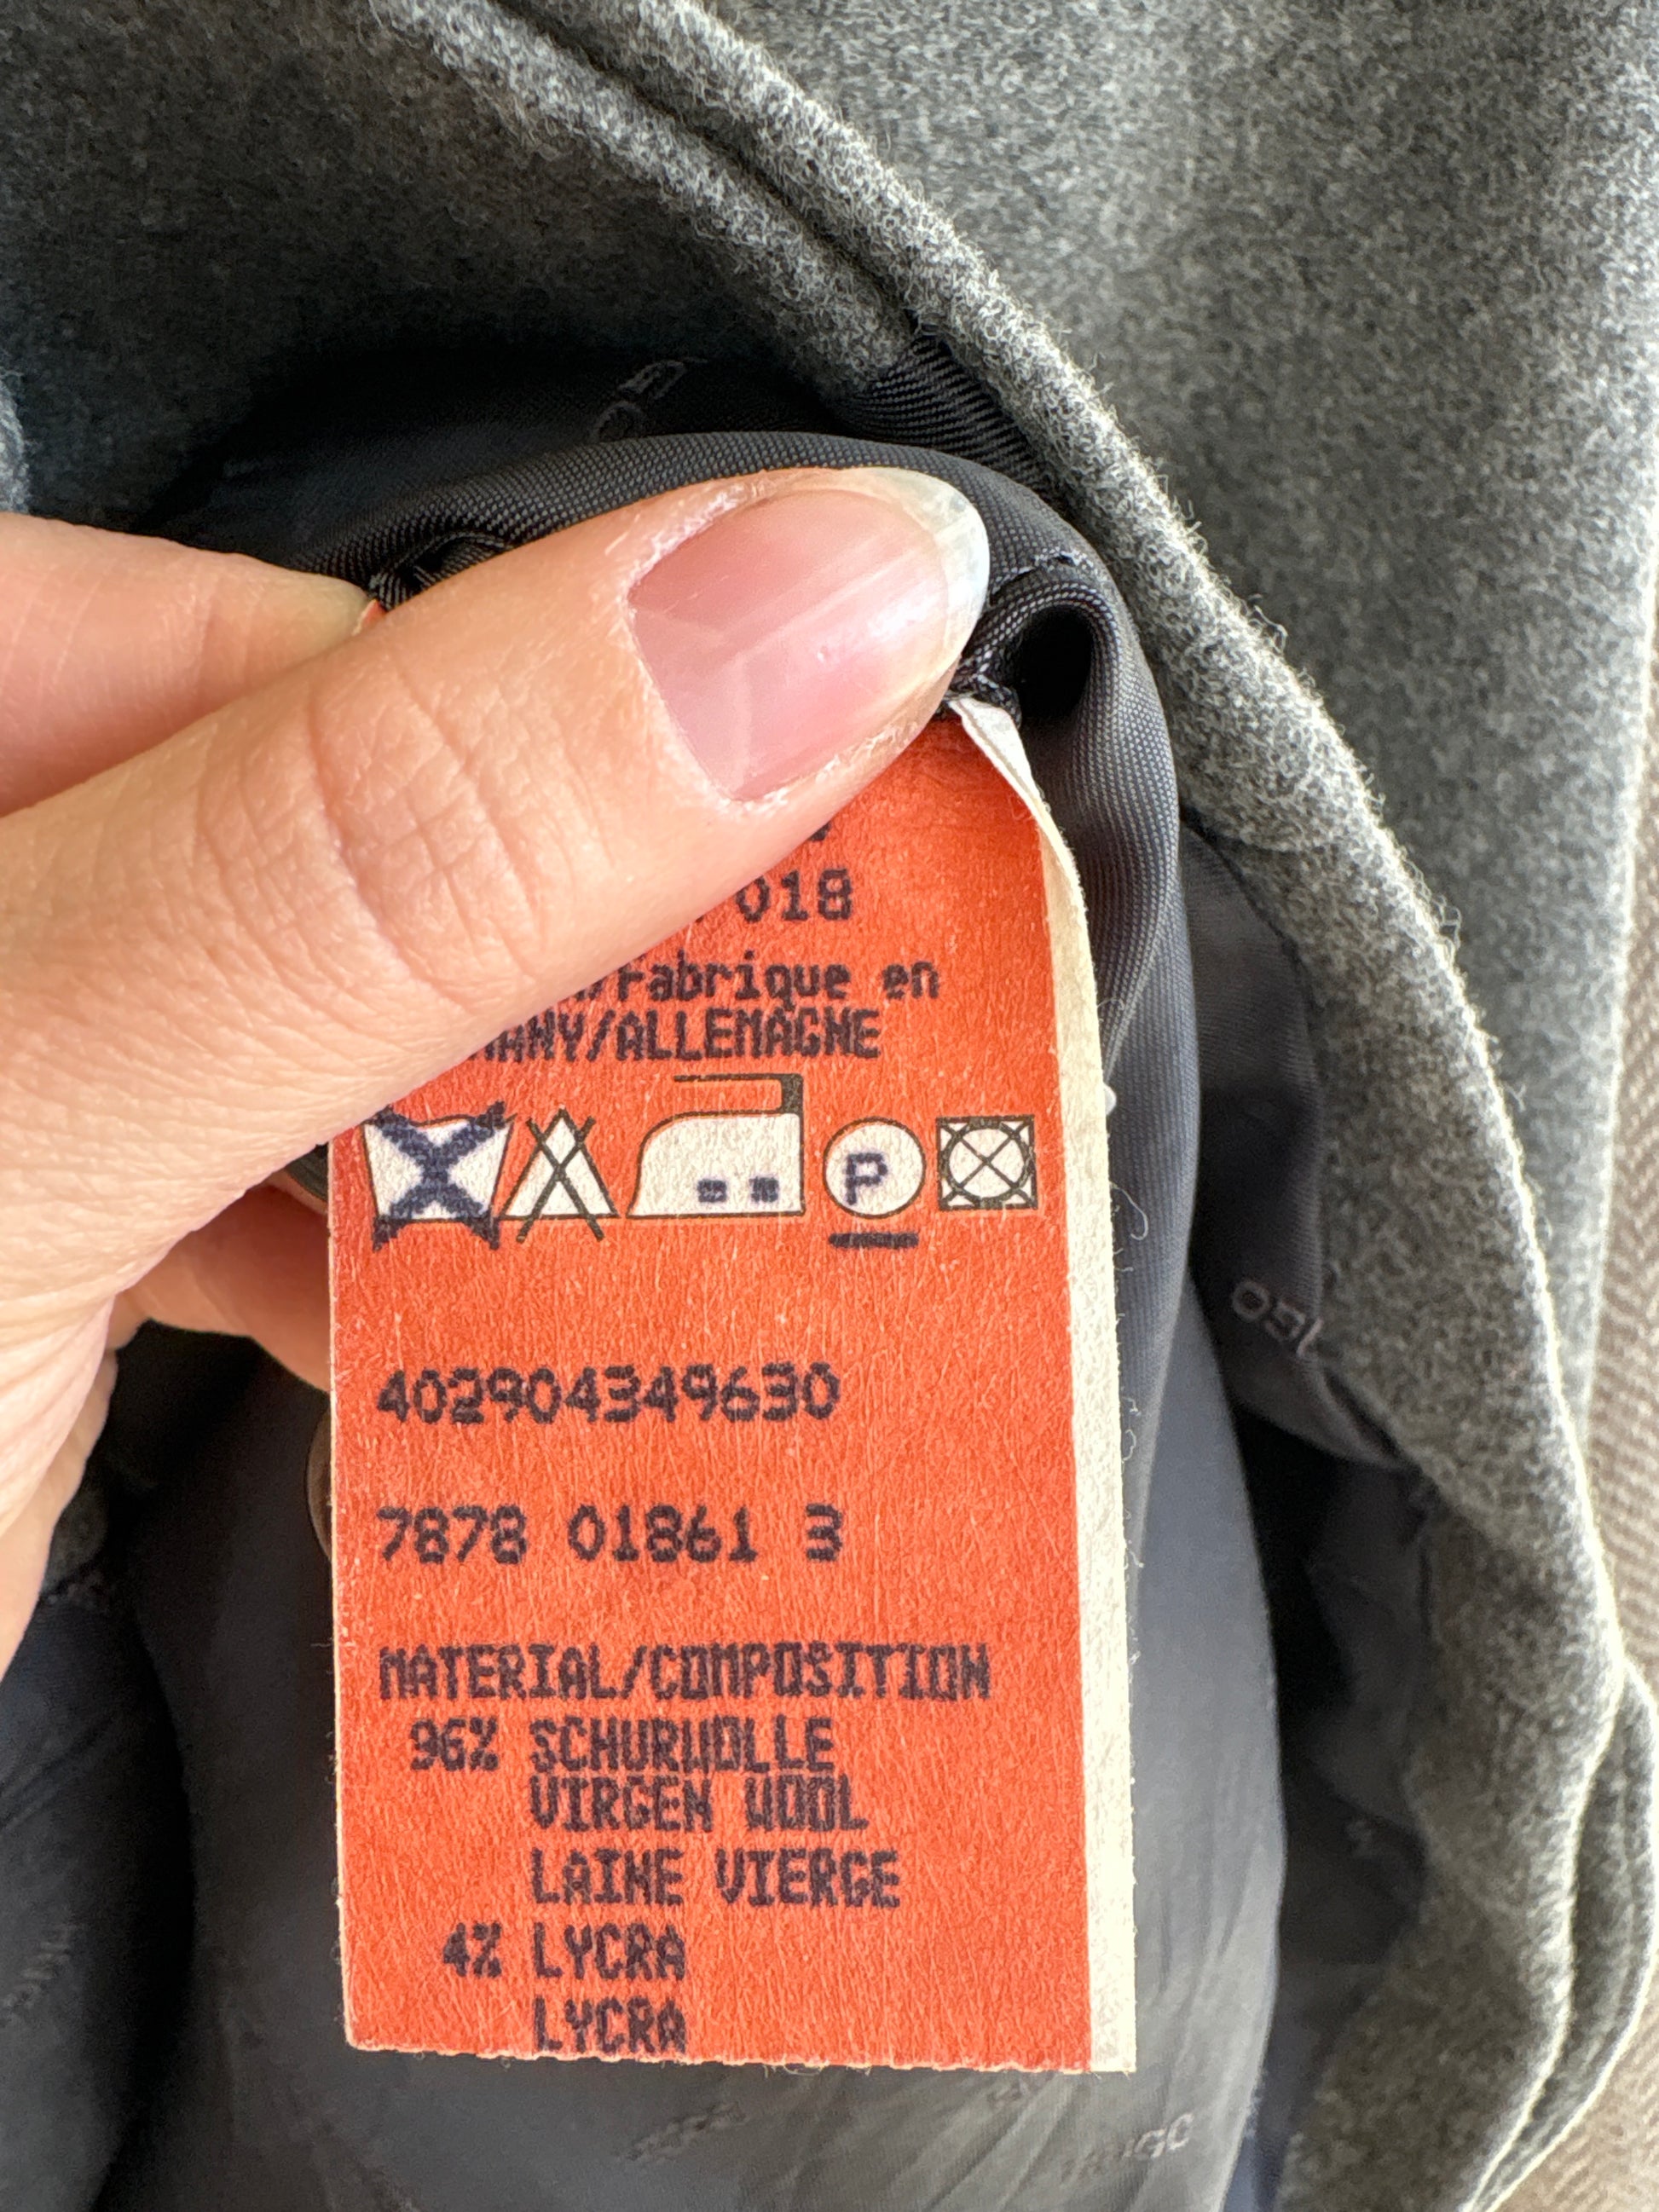 018
Fabrique en
/ALLEMAGNE
P
402904349630
7878 01861 3
MATERIAL/COMPOSITION
96% SCHURWOLLE
VIRGEN WOOL
LAINE VIERGE
4% LYCRA
LYCRA